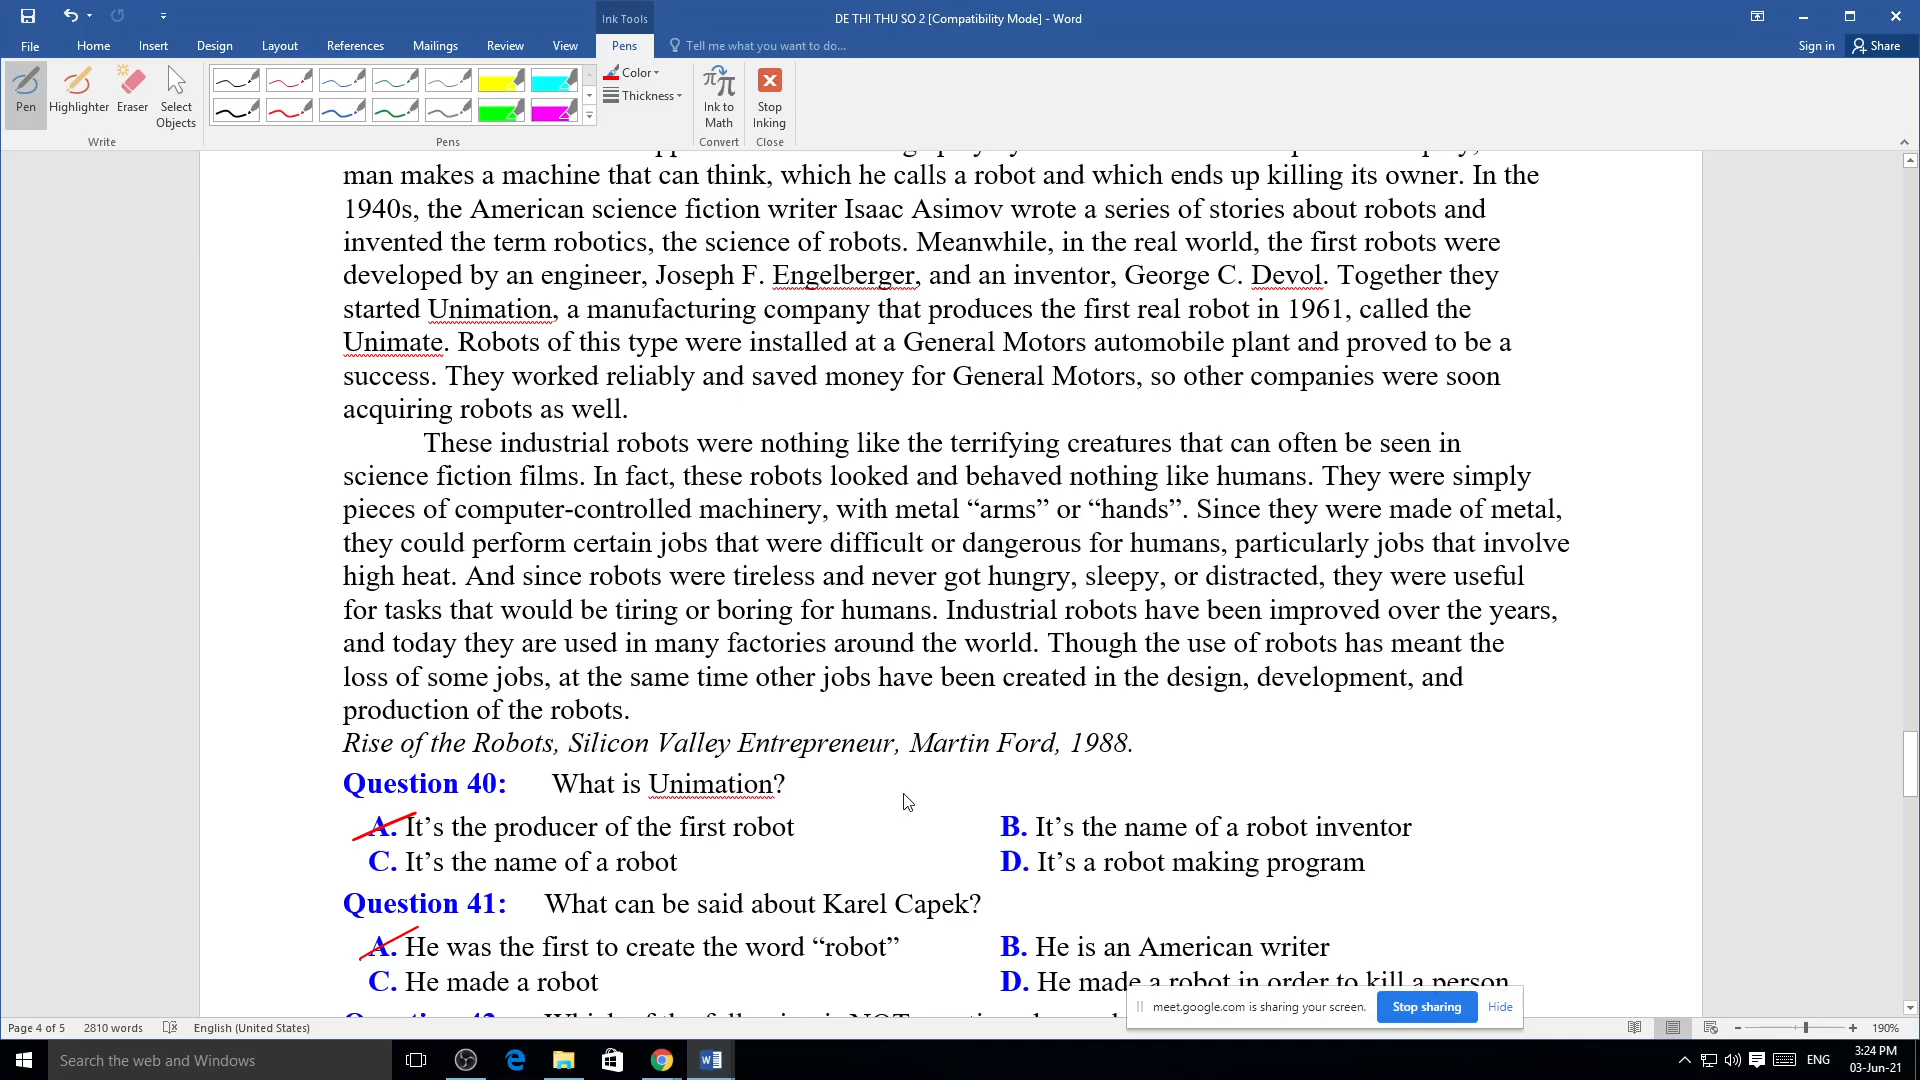 DE THI THU SO 2 [Compatibility Mode] - Word
Ink Tools
File Home Insert Design Layout References Mailings Review View Pens Tell me what you want to do... Sign in Share
Pen Highlighter Eraser Select Objects
Color
Thickness
Ink to Math
Stop Inking
Write Pens Convert Close
man makes a machine that can think, which he calls a robot and which ends up killing its owner. In the
1940s, the American science fiction writer Isaac Asimov wrote a series of stories about robots and
invented the term robotics, the science of robots. Meanwhile, in the real world, the first robots were
developed by an engineer, Joseph F. Engelberger, and an inventor, George C. Devol. Together they
started Unimation, a manufacturing company that produces the first real robot in 1961, called the
Unimate. Robots of this type were installed at a General Motors automobile plant and proved to be a
success. They worked reliably and saved money for General Motors, so other companies were soon
acquiring robots as well.
These industrial robots were nothing like the terrifying creatures that can often be seen in
science fiction films. In fact, these robots looked and behaved nothing like humans. They were simply
pieces of computer-controlled machinery, with metal “arms” or “hands”. Since they were made of metal,
they could perform certain jobs that were difficult or dangerous for humans, particularly jobs that involve
high heat. And since robots were tireless and never got hungry, sleepy, or distracted, they were useful
for tasks that would be tiring or boring for humans. Industrial robots have been improved over the years,
and today they are used in many factories around the world. Though the use of robots has meant the
loss of some jobs, at the same time other jobs have been created in the design, development, and
production of the robots.
Rise of the Robots, Silicon Valley Entrepreneur, Martin Ford, 1988.
Question 40: What is Unimation?
A. It’s the producer of the first robot B. It’s the name of a robot inventor
C. It’s the name of a robot D. It’s a robot making program
Question 41: What can be said about Karel Capek?
A. He was the first to create the word “robot” B. He is an American writer
C. He made a robot D. He made a robot in order to kill a person
meet.google.com is sharing your screen. Stop sharing Hide
Page 4 of 5 2810 words English (United States) 190%
Search the web and Windows
ENG
3:24 PM
03-Jun-21